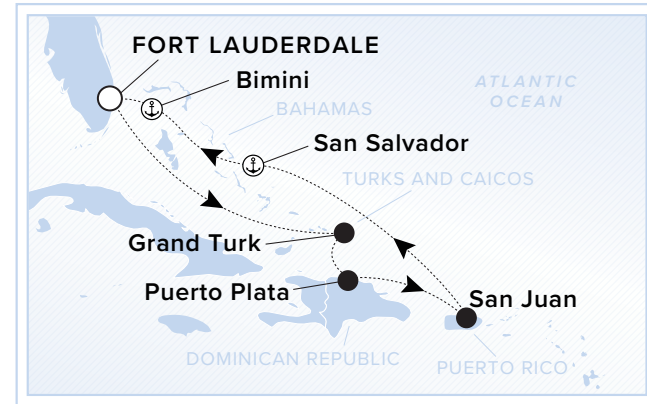 FORT LAUDERDALE
Bimini
ATLANTIC
OCEAN
BAHAMAS
San Salvador
TURKS AND CAICOS
Grand Turk
Puerto Plata
San Juan
DOMINICAN REPUBLIC
PUERTO RICO